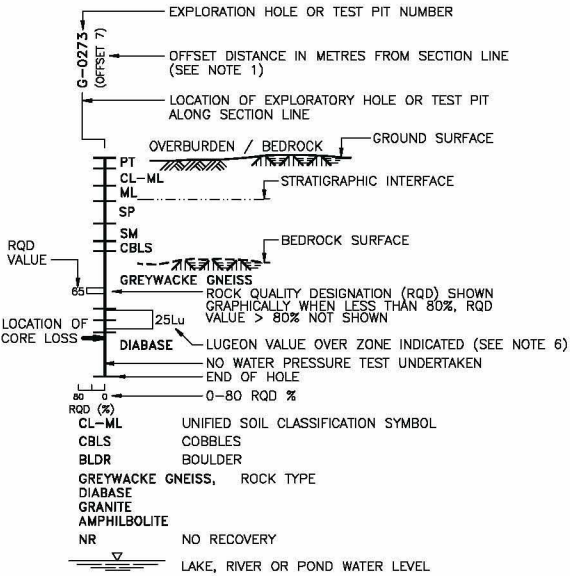 EXPLORATION HOLE OR TEST PIT NUMBER
G-0273
(OFFSET 7)
OFFSET DISTANCE IN METRES FROM SECTION LINE
(SEE NOTE 1)
LOCATION OF EXPLORATORY HOLE OR TEST PIT
ALONG SECTION LINE
OVERBURDEN / BEDROCK
GROUND SURFACE
PT
CL-ML
ML
STRATIGRAPHIC INTERFACE
SP
SM
CBLS
BEDROCK SURFACE
RQD
VALUE
GREYWACKE GNEISS
65
ROCK QUALITY DESIGNATION (RQD) SHOWN
GRAPHICALLY WHEN LESS THAN 80%, RQD
VALUE > 80% NOT SHOWN
25Lu
LOCATION OF
CORE LOSS
DIABASE
LUGEON VALUE OVER ZONE INDICATED (SEE NOTE 6)
NO WATER PRESSURE TEST UNDERTAKEN
END OF HOLE
80 0
0-80 RQD %
RQD (%)
CL-ML UNIFIED SOIL CLASSIFICATION SYMBOL
CBLS COBBLES
BLDR BOULDER
GREYWACKE GNEISS, ROCK TYPE
DIABASE
GRANITE
AMPHILBOLITE
NR NO RECOVERY
LAKE, RIVER OR POND WATER LEVEL